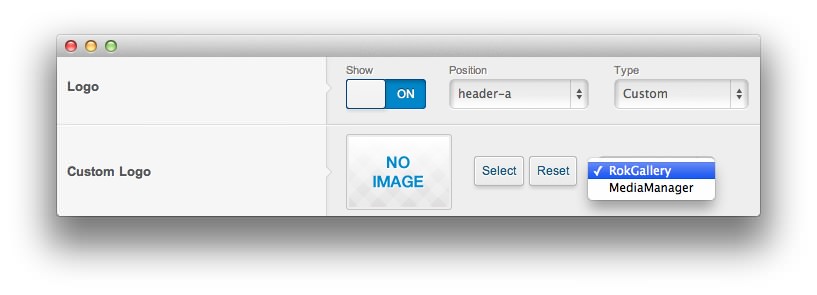 Logo
Show
Position
Type
ON
header-a
Custom
Custom Logo
NO
IMAGE
Select
Reset
✓ RokGallery
MediaManager